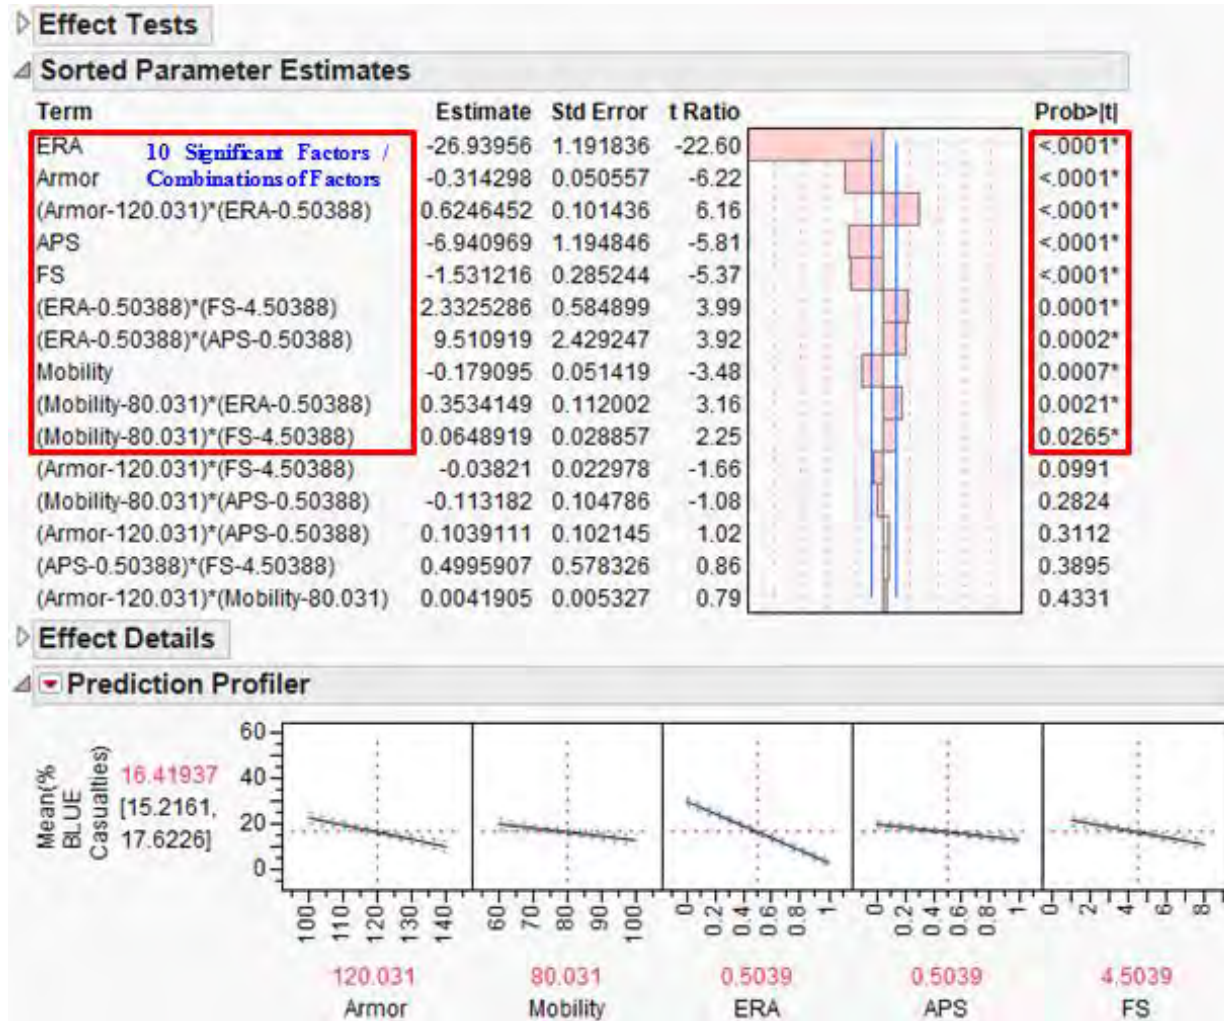 Effect Tests
Sorted Parameter Estimates
Term Estimate Std Error t Ratio Prob>|t|
ERA -26.93956 1.191836 -22.60 <.0001*
10 Significant Factors /
Combinations of Factors
Armor -0.314298 0.050557 -6.22 <.0001*
(Armor-120.031)*(ERA-0.50388) 0.6246452 0.101436 6.16 <.0001*
APS -6.940969 1.194846 -5.81 <.0001*
FS -1.531216 0.285244 -5.37 <.0001*
(ERA-0.50388)*(FS-4.50388) 2.3325286 0.584899 3.99 0.0001*
(ERA-0.50388)*(APS-0.50388) 9.510919 2.429247 3.92 0.0002*
Mobility -0.179095 0.051419 -3.48 0.0007*
(Mobility-80.031)*(ERA-0.50388) 0.3534149 0.112002 3.16 0.0021*
(Mobility-80.031)*(FS-4.50388) 0.0648919 0.028857 2.25 0.0265*
(Armor-120.031)*(FS-4.50388) -0.03821 0.022978 -1.66 0.0991
(Mobility-80.031)*(APS-0.50388) -0.113182 0.104786 -1.08 0.2824
(Armor-120.031)*(APS-0.50388) 0.1039111 0.102145 1.02 0.3112
(APS-0.50388)*(FS-4.50388) 0.4995907 0.578326 0.86 0.3895
(Armor-120.031)*(Mobility-80.031) 0.0041905 0.005327 0.79 0.4331
Effect Details
Prediction Profiler
Mean(%
BLUE
Casualties)
16.41937
[15.2161,
17.6226]
60
40
20
0
100 110 120 130 140 60 70 80 90 100 0 0.2 0.4 0.6 0.8 1 0 0.2 0.4 0.6 0.8 1 0 2 4 6 8
120.031 80.031 0.5039 0.5039 4.5039
Armor Mobility ERA APS FS